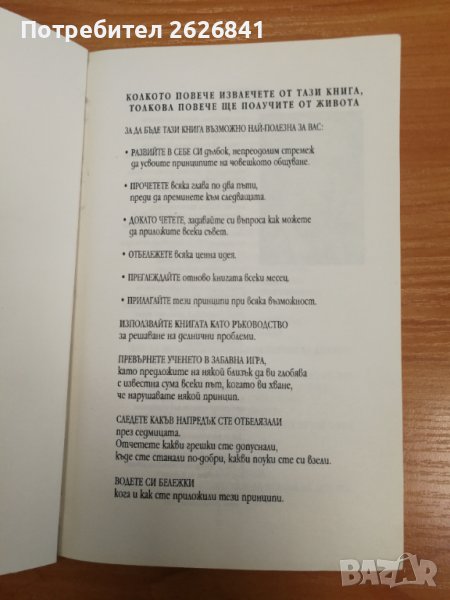 Потребител 2626841
КОЛКОТО ПОВЕЧЕ ИЗВЛЕЧЕТЕ ОТ ТАЗИ КНИГА,
ТОЛКОВА ПОВЕЧЕ ЩЕ ПОЛУЧИТЕ ОТ ЖИВОТА
ЗА ДА БЪДЕ ТАЗИ КНИГА ВЪЗМОЖНО НАЙ-ПОЛЕЗНА ЗА ВАС:
• РАЗВИЙТЕ В СЕБЕ СИ дълбок, непреодолим стремеж
да усвоите принципите на човешкото общуване.
• ПРОЧЕТЕТЕ всяка глава по два пъти,
преди да преминете към следващата.
• ДОКАТО ЧЕТЕТЕ, задавайте си въпроса как можете
да приложите всеки съвет.
• ОТБЕЛЕЖЕТЕ всяка ценна идея.
• ПРЕГЛЕЖДАЙТЕ отново книгата всеки месец.
• ПРИЛАГАЙТЕ тези принципи при всяка възможност.
ИЗПОЛЗВАЙТЕ КНИГАТА КАТО РЪКОВОДСТВО
за решаване на делнични проблеми.
ПРЕВЪРНЕТЕ УЧЕНЕТО В ЗАБАВНА ИГРА,
като предложите на някой близък да ви глобява
с известна сума всеки път, когато ви хване,
че нарушавате някой принцип.
СЛЕДЕТЕ КАКЪВ НАПРЕДЪК СТЕ ОТБЕЛЯЗАЛИ
през седмицата.
Отчетете какви грешки сте допуснали,
къде сте станали по-добри, какви поуки сте си взели.
ВОДЕТЕ СИ БЕЛЕЖКИ
кога и как сте приложили тези принципи.
BAZAR